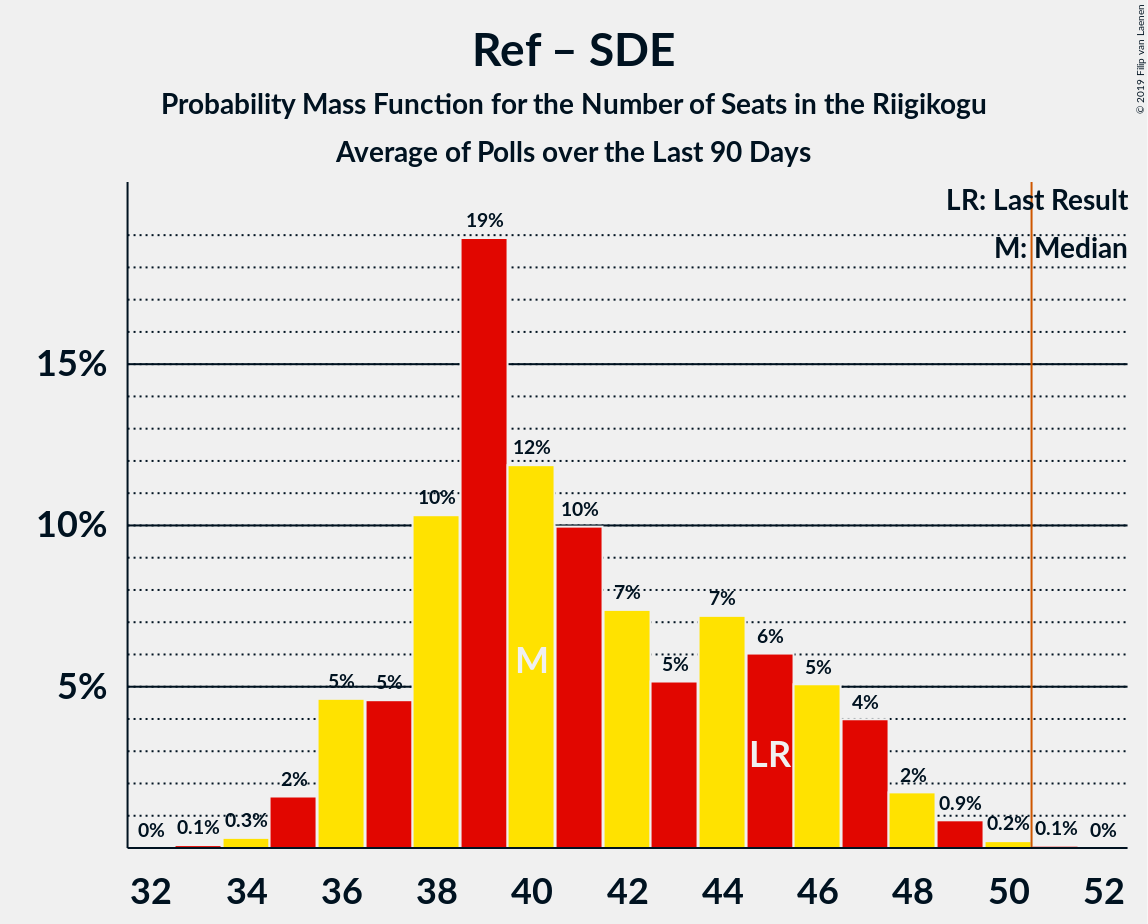 Ref – SDE
Probability Mass Function for the Number of Seats in the Riigikogu
Average of Polls over the Last 90 Days
© 2019 Filip van Laenen
LR: Last Result
M: Median
15%
10%
5%
0%
0.1%
0.3%
2%
5%
5%
10%
19%
12%
10%
7%
5%
7%
6%
5%
4%
2%
0.9%
0.2%
0.1%
0%
M
LR
32 34 36 38 40 42 44 46 48 50 52